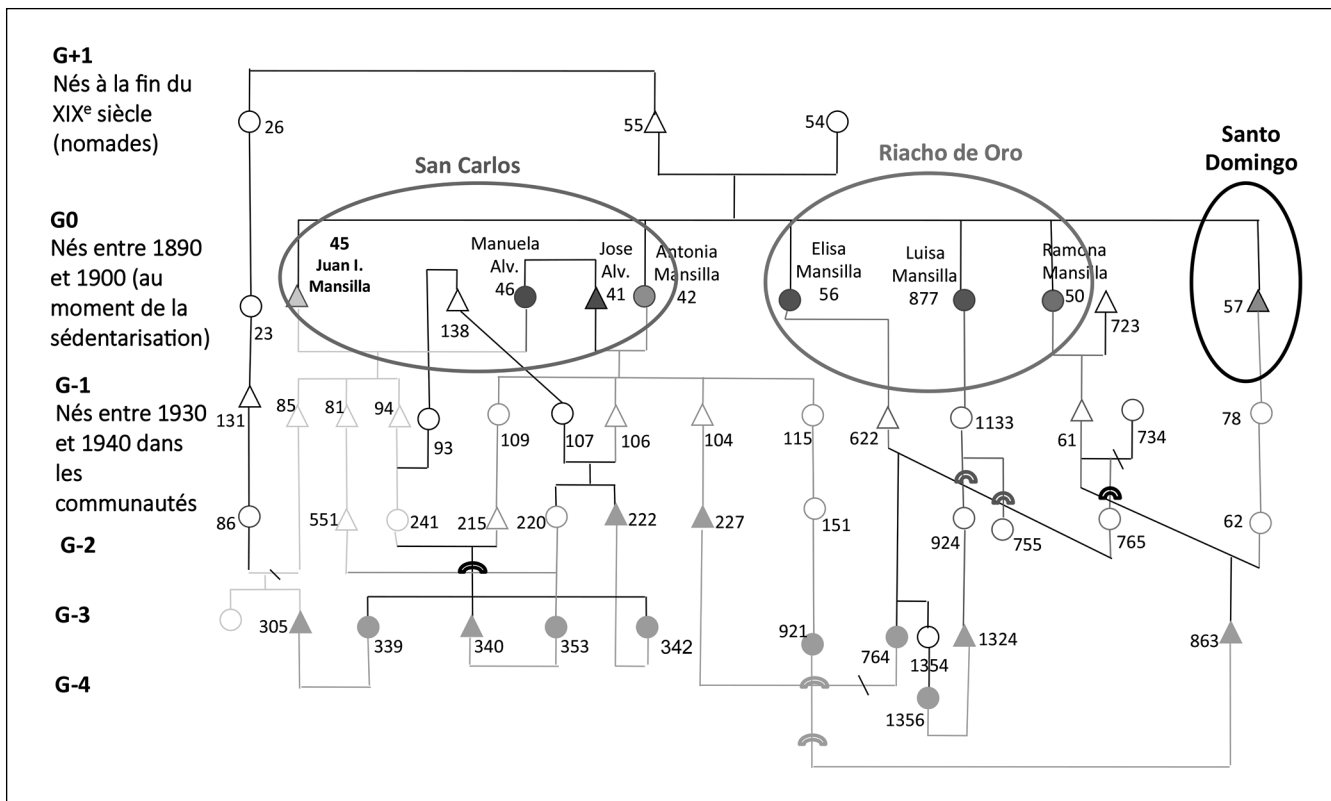 G+1
Nés à la fin du
XIXᵉ siècle
(nomades)
26
55
54
San Carlos
Riacho de Oro
Santo
Domingo
G0
Nés entre 1890
et 1900 (au
moment de la
sédentarisation)
45
Juan I.
Mansilla
Manuela
Alv.
46
Jose
Alv.
41
Antonia
Mansilla
42
Elisa
Mansilla
56
Luisa
Mansilla
877
Ramona
Mansilla
50
23
138
723
57
G-1
Nés entre 1930
et 1940 dans
les
communautés
131
85
81
94
93
109
107
106
104
115
622
1133
61
734
78
G-2
86
551
241
215
220
222
227
151
924
755
765
62
G-3
305
339
340
353
342
921
764
1354
1324
863
G-4
1356